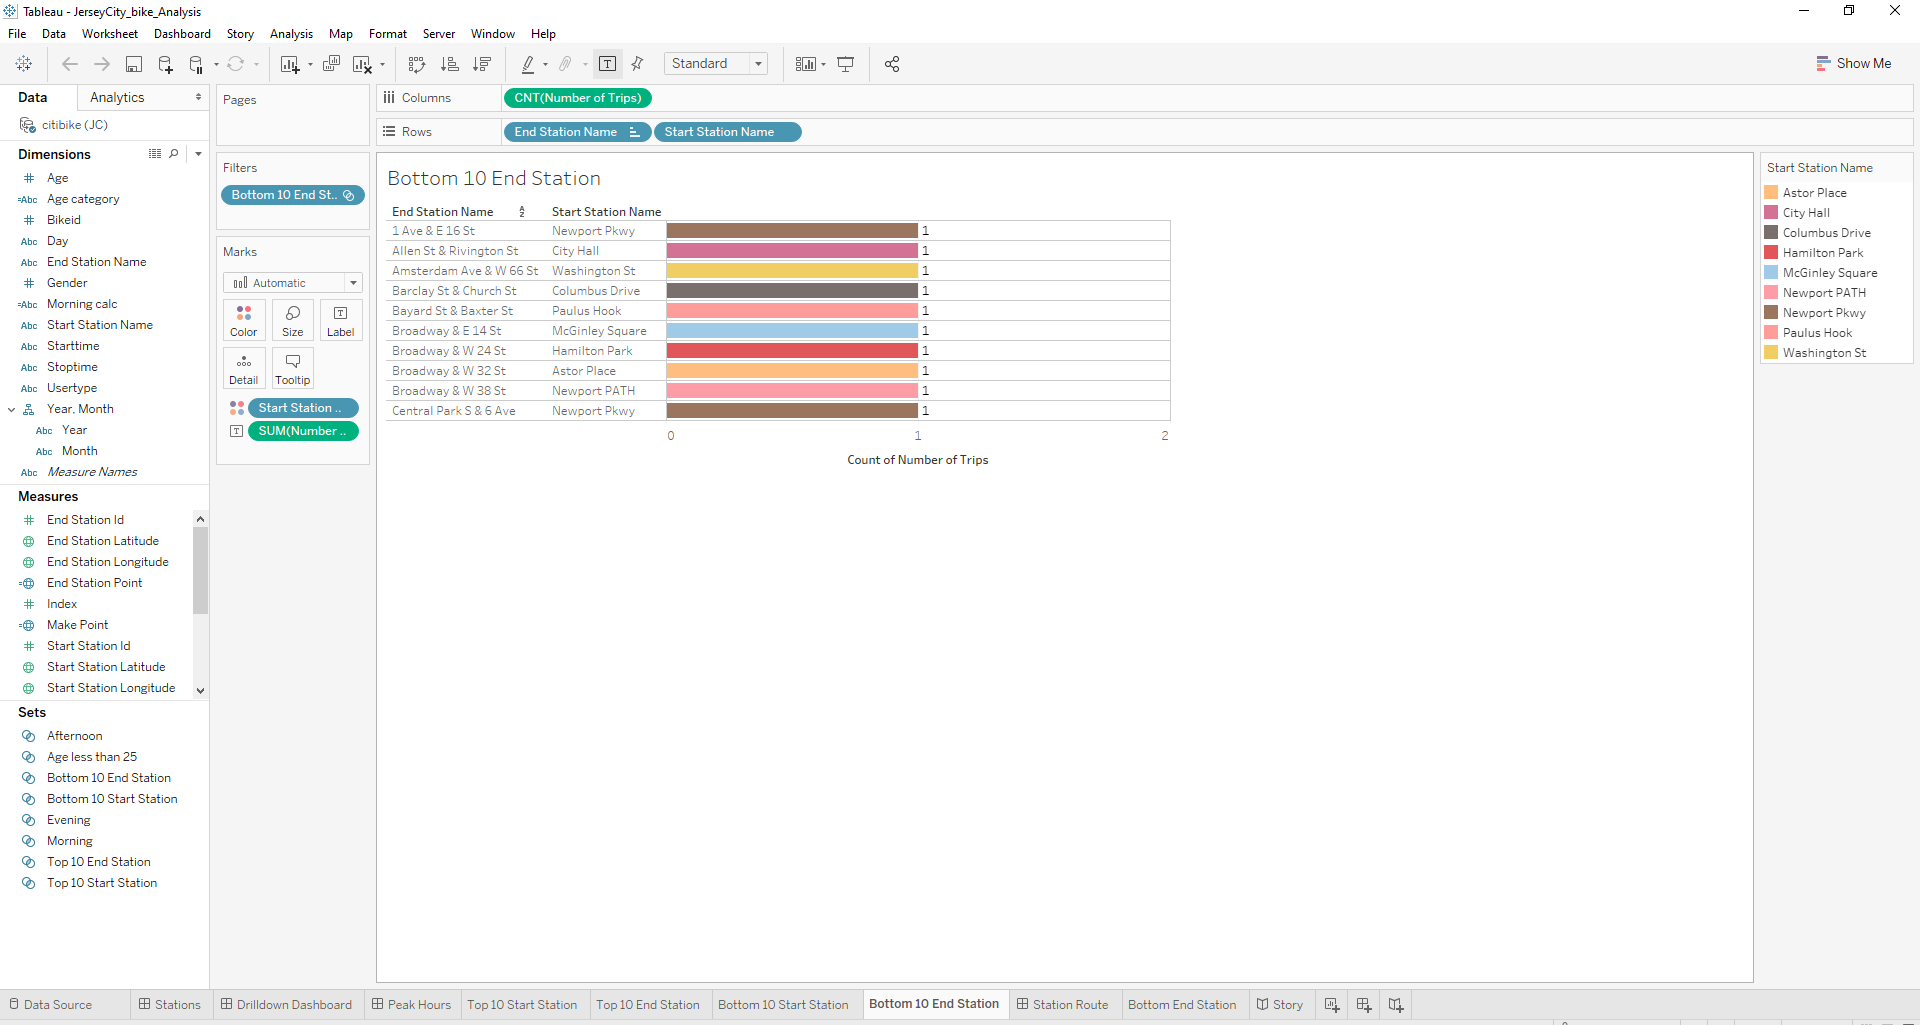 Tableau - JerseyCity_bike_Analysis
File Data Worksheet Dashboard Story Analysis Map Format Server Window Help
Standard
Show Me
Data Analytics
citibike (JC)
Dimensions
# Age
=Abc Age category
# Bikeid
Abc Day
Abc End Station Name
# Gender
=Abc Morning calc
Abc Start Station Name
Abc Starttime
Abc Stoptime
Abc Usertype
Year, Month
Abc Year
Abc Month
Abc Measure Names
Measures
# End Station Id
End Station Latitude
End Station Longitude
= End Station Point
# Index
= Make Point
# Start Station Id
Start Station Latitude
Start Station Longitude
Sets
Afternoon
Age less than 25
Bottom 10 End Station
Bottom 10 Start Station
Evening
Morning
Top 10 End Station
Top 10 Start Station
Pages
Filters
Bottom 10 End St..
Marks
Automatic
Color Size T Label
Detail Tooltip
Start Station ..
T SUM(Number ..
Columns CNT(Number of Trips)
Rows End Station Name Start Station Name
Bottom 10 End Station
End Station Name Start Station Name
1 Ave & E 16 St Newport Pkwy 1
Allen St & Rivington St City Hall 1
Amsterdam Ave & W 66 St Washington St 1
Barclay St & Church St Columbus Drive 1
Bayard St & Baxter St Paulus Hook 1
Broadway & E 14 St McGinley Square 1
Broadway & W 24 St Hamilton Park 1
Broadway & W 32 St Astor Place 1
Broadway & W 38 St Newport PATH 1
Central Park S & 6 Ave Newport Pkwy 1
0 1 2
Count of Number of Trips
Start Station Name
Astor Place
City Hall
Columbus Drive
Hamilton Park
McGinley Square
Newport PATH
Newport Pkwy
Paulus Hook
Washington St
Data Source Stations Drilldown Dashboard Peak Hours Top 10 Start Station Top 10 End Station Bottom 10 Start Station Bottom 10 End Station Station Route Bottom End Station Story